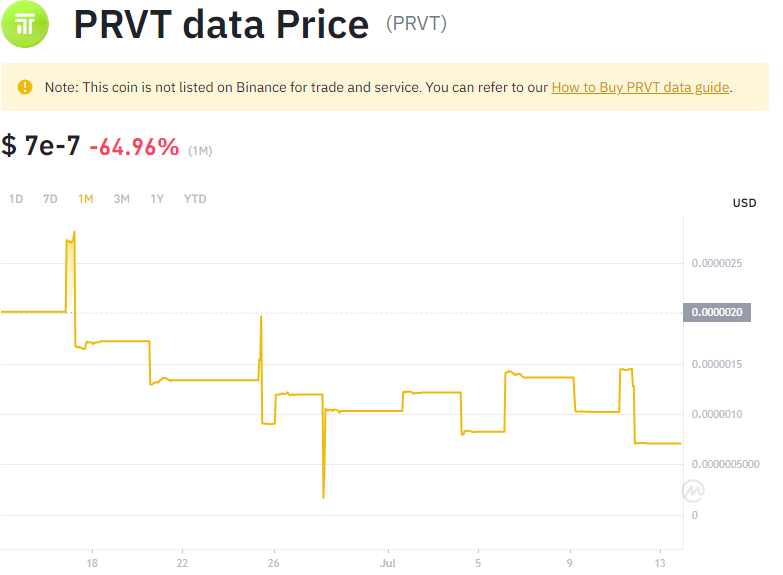 PRVT data Price (PRVT)
Note: This coin is not listed on Binance for trade and service. You can refer to our How to Buy PRVT data guide.
$ 7e-7 -64.96% (1M)
1D 7D 1M 3M 1Y YTD
USD
0.0000025
0.0000020
0.0000015
0.0000010
0.0000005000
0
18 22 26 Jul 5 9 13